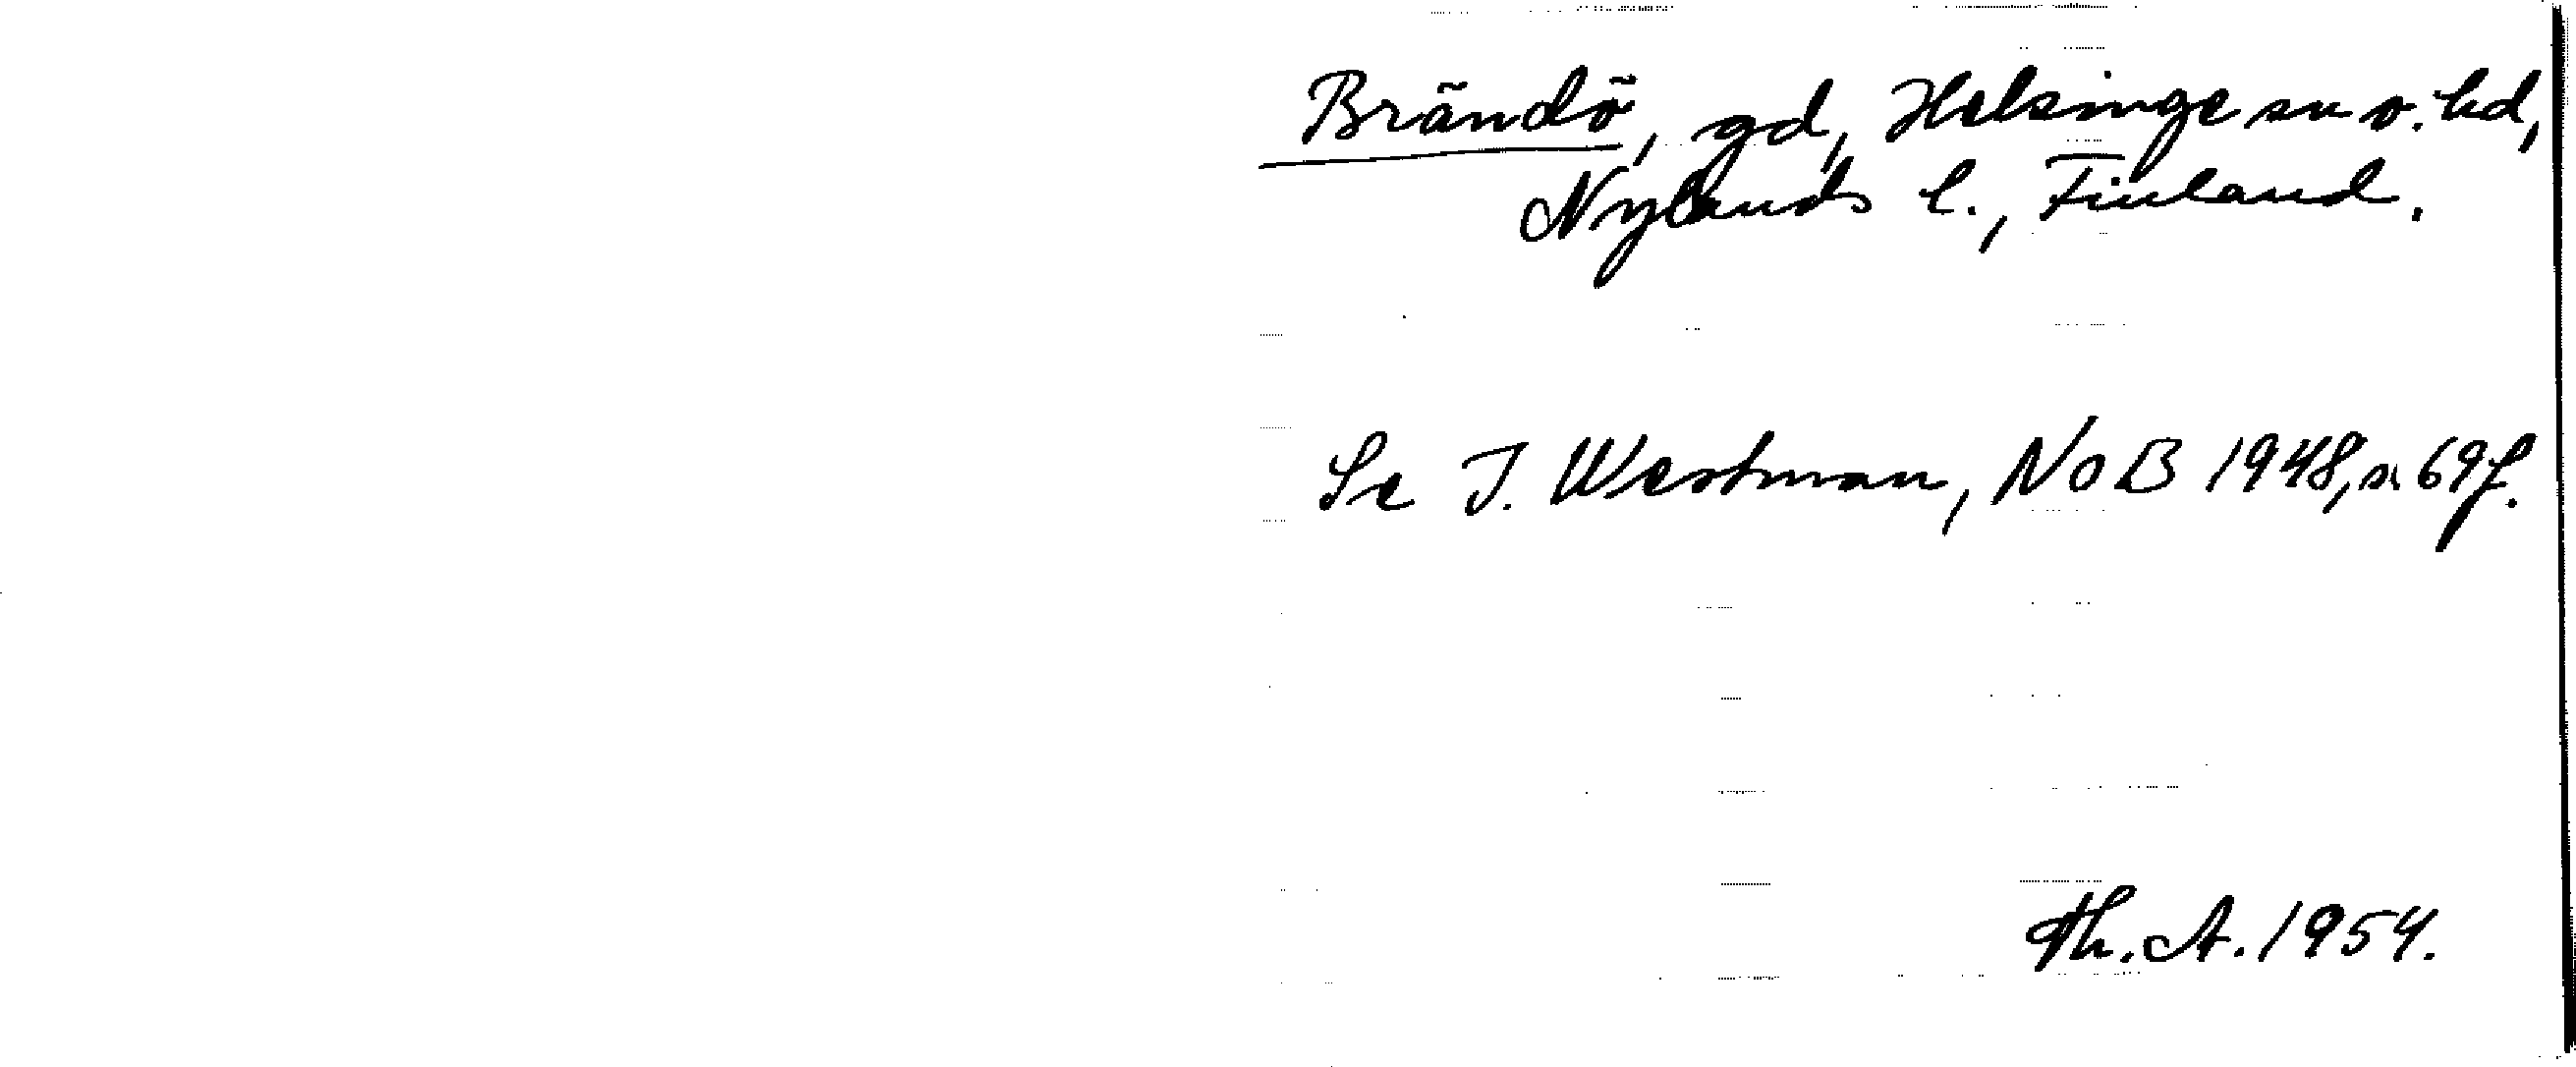 Brändö, gd, Helsinge sn o. hd,
Nylands l., Finland.
Se I. Westman, NoB 1948, s. 69 f.
Th. A. 1954.